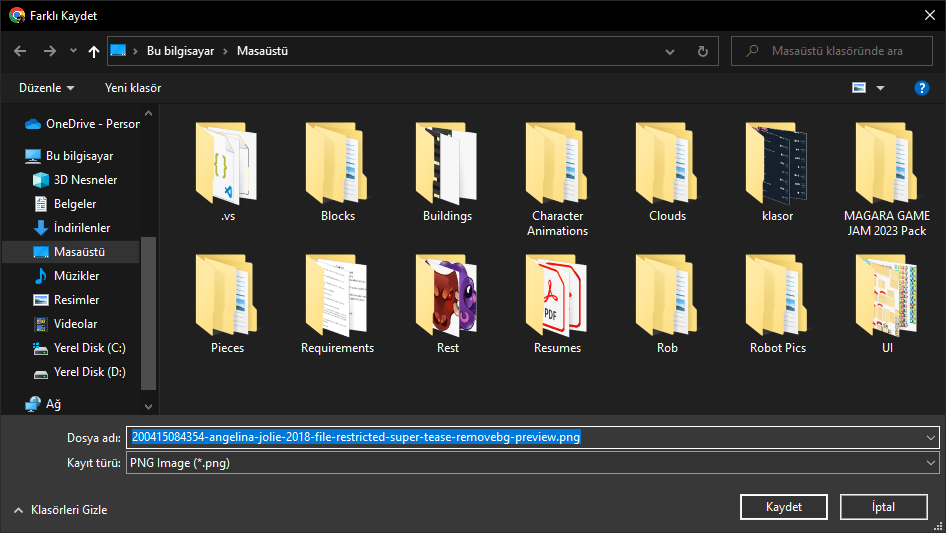 Farklı Kaydet
Bu bilgisayar
Masaüstü
Masaüstü klasöründe ara
Düzenle
Yeni klasör
OneDrive - Person
Bu bilgisayar
3D Nesneler
Belgeler
İndirilenler
Masaüstü
Müzikler
Resimler
Videolar
Yerel Disk (C:)
Yerel Disk (D:)
Ağ
.vs
Blocks
Buildings
Character
Animations
Clouds
klasor
MAGARA GAME
JAM 2023 Pack
Pieces
Requirements
Rest
PDF
Resumes
Rob
Robot Pics
UI
Dosya adı:
200415084354-angelina-jolie-2018-file-restricted-super-tease-removebg-preview.png
Kayıt türü:
PNG Image (*.png)
Klasörleri Gizle
Kaydet
İptal